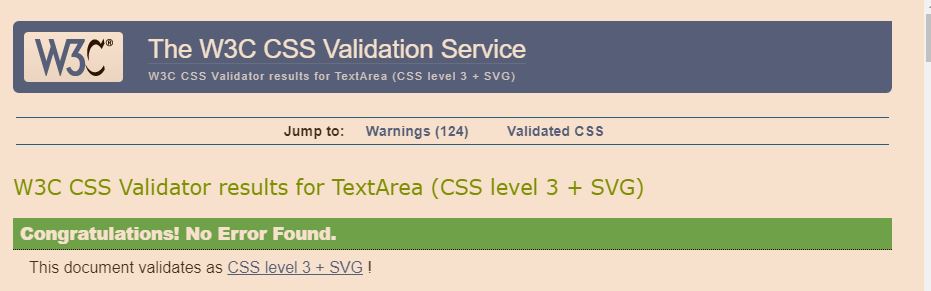 W3C® The W3C CSS Validation Service
W3C CSS Validator results for TextArea (CSS level 3 + SVG)
Jump to: Warnings (124) Validated CSS
W3C CSS Validator results for TextArea (CSS level 3 + SVG)
Congratulations! No Error Found.
This document validates as CSS level 3 + SVG !